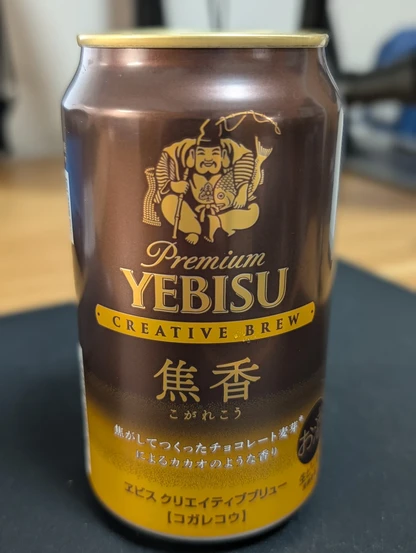 Premium
YEBISU
CREATIVE BREW
焦香
こがれこう
焦がしてつくったチョコレート麦芽※
によるカカオのような香り
ヱビス クリエイティブブリュー
【コガレコウ】